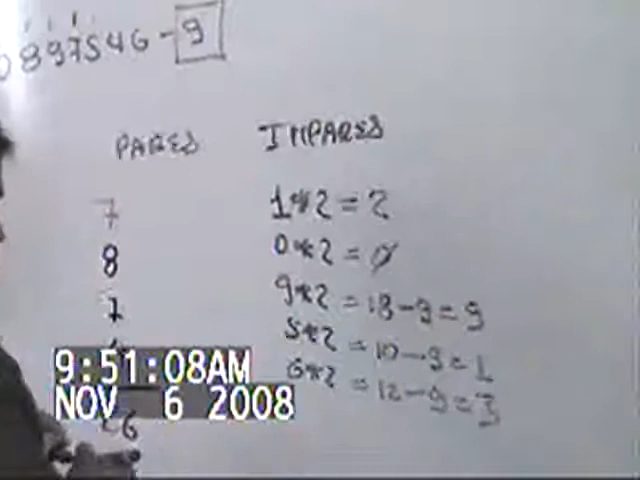 0897546-9
PARES IMPARES
7 1*2=2
8 0*2=0
7 9*2=18-9=9
5*2=10-9=1
6*2=12-9=3
9:51:08AM
NOV 6 2008
26